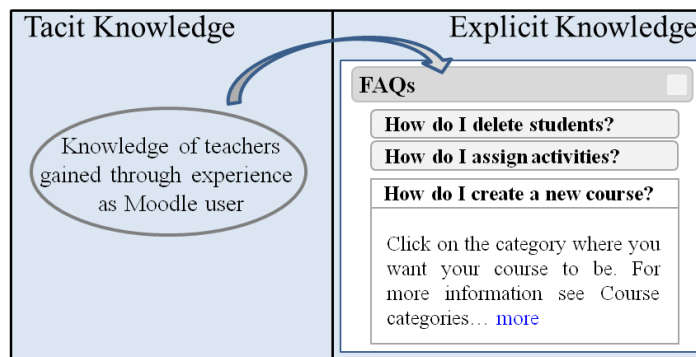 Tacit Knowledge
Explicit Knowledge
Knowledge of teachers
gained through experience
as Moodle user
FAQs
How do I delete students?
How do I assign activities?
How do I create a new course?
Click on the category where you
want your course to be. For
more information see Course
categories… more